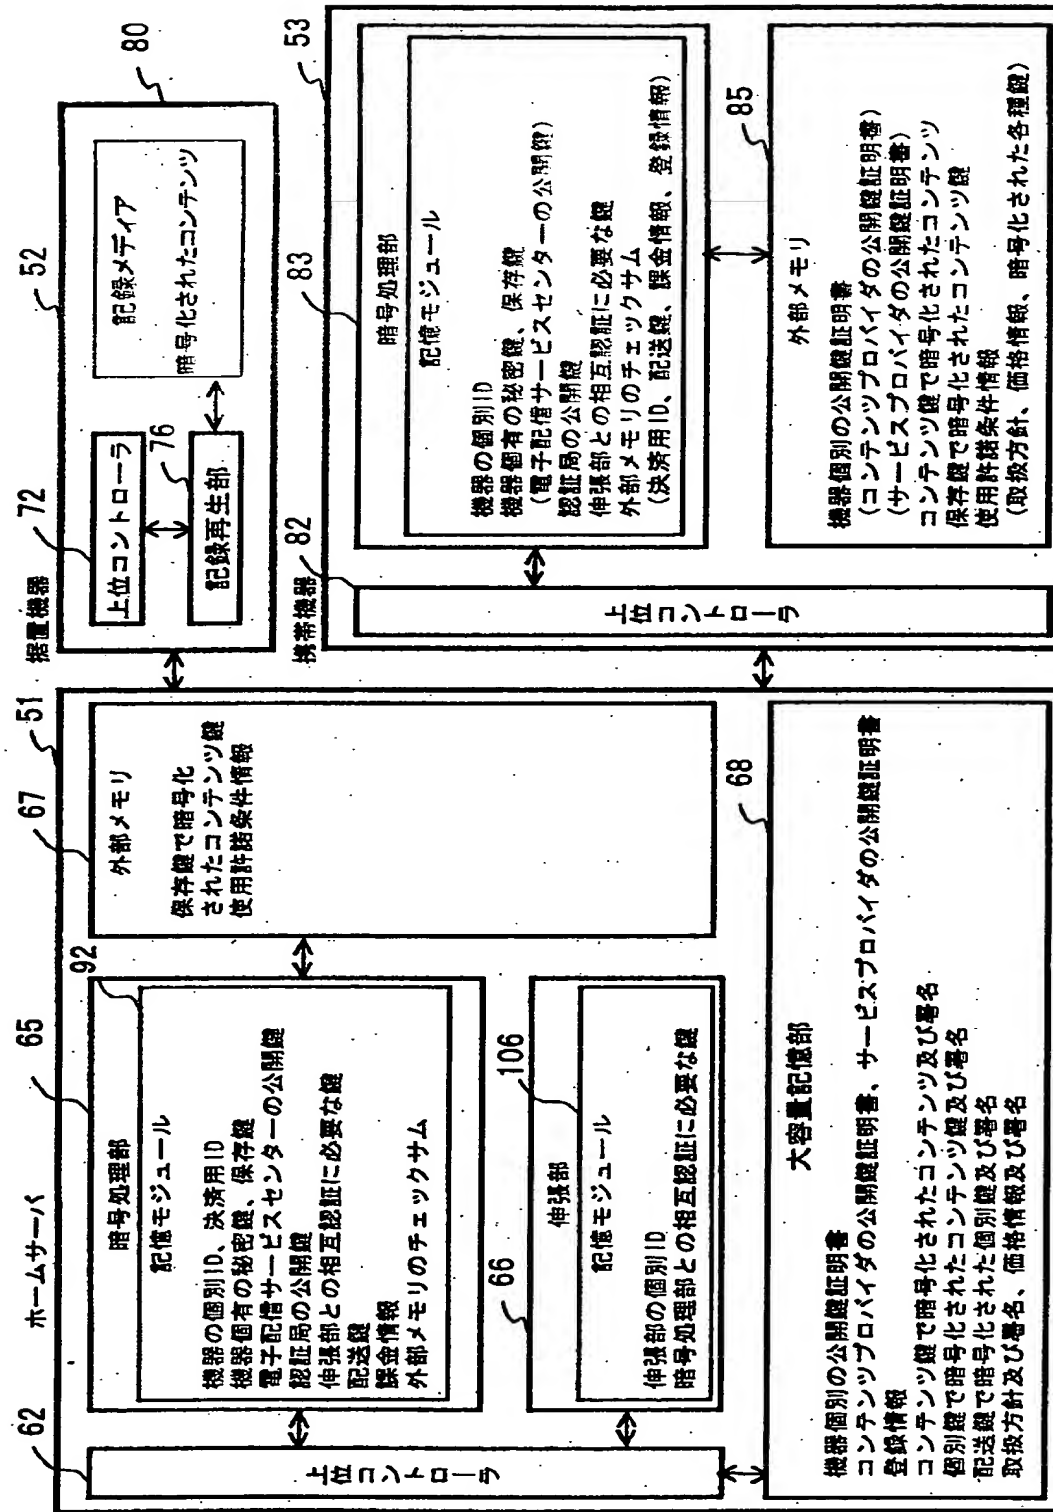 ホームサーバ
51
62
上位コントローラ
65
暗号処理部
92
記憶モジュール
機器の個別ID、決済用ID
機器個有の秘密鍵、保存鍵
電子配信サービスセンターの公開鍵
認証局の公開鍵
伸張部との相互認証に必要な鍵
配送鍵
課金情報
外部メモリのチェックサム
66
伸張部
106
記憶モジュール
伸張部の個別ID
暗号処理部との相互認証に必要な鍵
67
外部メモリ
保存鍵で暗号化
されたコンテンツ鍵
使用許諾条件情報
68
大容量記憶部
機器個別の公開鍵証明書
コンテンツプロバイダの公開鍵証明書、サービスプロバイダの公開鍵証明書
登録情報
コンテンツ鍵で暗号化されたコンテンツ及び署名
個別鍵で暗号化されたコンテンツ鍵及び署名
配送鍵で暗号化された個別鍵及び署名
取扱方針及び署名、価格情報及び署名
据置機器
52
72
上位コントローラ
76
記録再生部
80
記録メディア
暗号化されたコンテンツ
携帯機器
53
82
上位コントローラ
83
暗号処理部
記憶モジュール
機器の個別ID
機器個有の秘密鍵、保存鍵
(電子配信サービスセンターの公開鍵)
認証局の公開鍵
伸張部との相互認証に必要な鍵
外部メモリのチェックサム
(決済用ID、配送鍵、課金情報、登録情報)
85
外部メモリ
機器個別の公開鍵証明書
(コンテンツプロバイダの公開鍵証明書)
(サービスプロバイダの公開鍵証明書)
コンテンツ鍵で暗号化されたコンテンツ
保存鍵で暗号化されたコンテンツ鍵
使用許諾条件情報
(取扱方針、価格情報、暗号化された各種鍵)